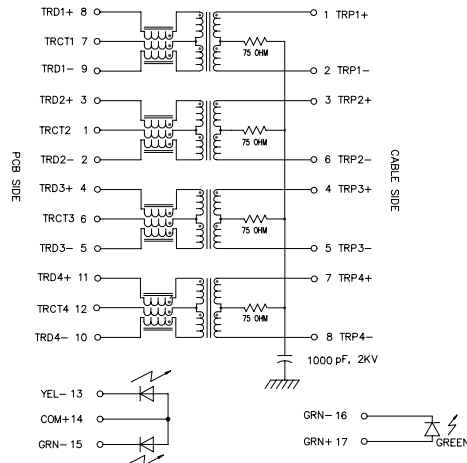 TRD1+ 8
1 TRP1+
TRCT1 7
75 OHM
TRD1- 9
2 TRP1-
TRD2+ 3
3 TRP2+
TRCT2 1
75 OHM
TRD2- 2
6 TRP2-
PCB SIDE
CABLE SIDE
TRD3+ 4
4 TRP3+
TRCT3 6
75 OHM
TRD3- 5
5 TRP3-
TRD4+ 11
7 TRP4+
TRCT4 12
75 OHM
TRD4- 10
8 TRP4-
1000 pF, 2KV
YEL- 13
COM+14
GRN- 15
GRN- 16
GRN+ 17
GREEN